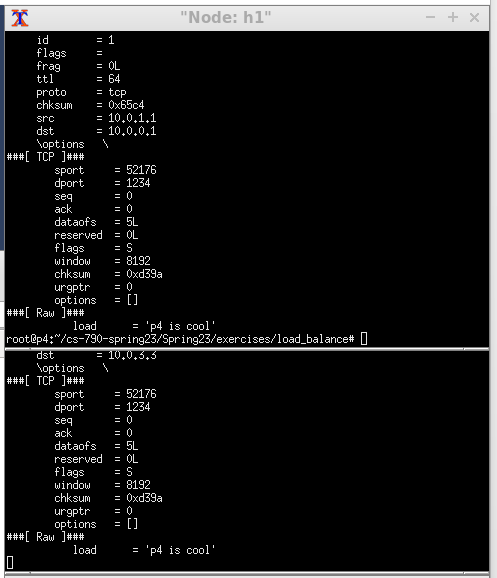 "Node: h1"
id = 1
flags =
frag = 0L
ttl = 64
proto = tcp
chksum = 0x65c4
src = 10.0.1.1
dst = 10.0.0.1
\options \
###[ TCP ]###
sport = 52176
dport = 1234
seq = 0
ack = 0
dataofs = 5L
reserved = 0L
flags = S
window = 8192
chksum = 0xd39a
urgptr = 0
options = []
###[ Raw ]###
load = 'p4 is cool'
root@p4:~/cs-790-spring23/Spring23/exercises/load_balance#
dst = 10.0.3.3
\options \
###[ TCP ]###
sport = 52176
dport = 1234
seq = 0
ack = 0
dataofs = 5L
reserved = 0L
flags = S
window = 8192
chksum = 0xd39a
urgptr = 0
options = []
###[ Raw ]###
load = 'p4 is cool'